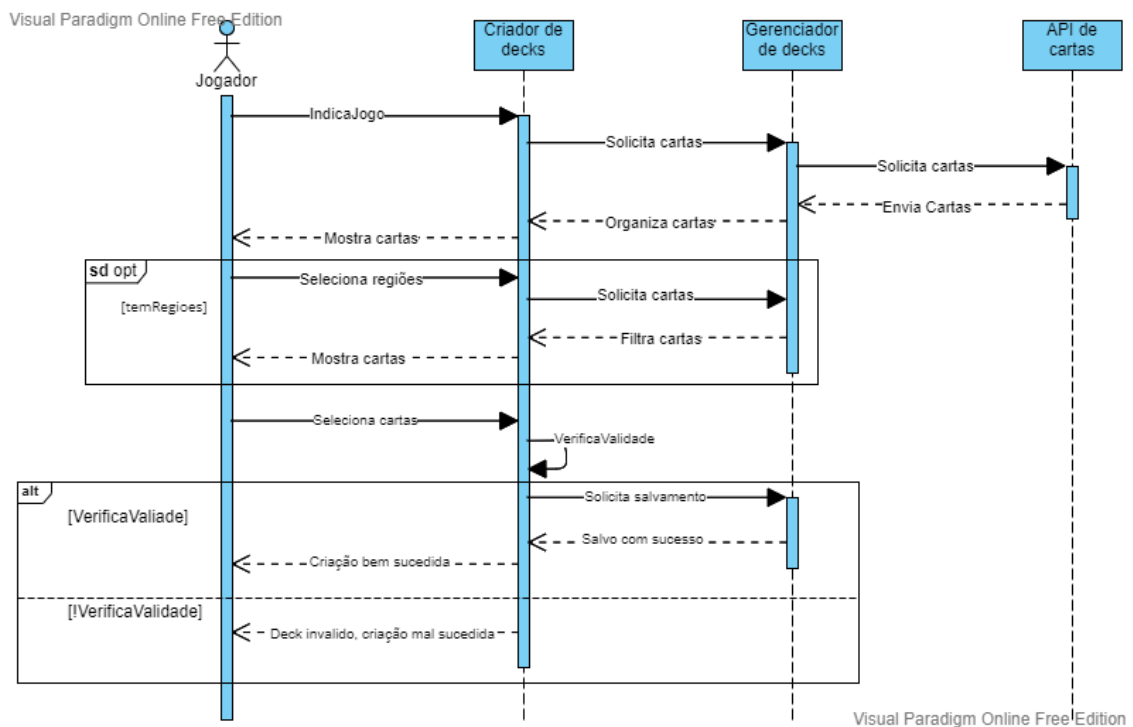 Visual Paradigm Online Free Edition
Jogador
Criador de
decks
Gerenciador
de decks
API de
cartas
IndicaJogo
Solicita cartas
Solicita cartas
Envia Cartas
Organiza cartas
Mostra cartas
sd opt
[temRegioes]
Seleciona regiões
Solicita cartas
Filtra cartas
Mostra cartas
Seleciona cartas
VerificaValidade
alt
[VerificaValiade]
Solicita salvamento
Salvo com sucesso
Criação bem sucedida
[!VerificaValidade]
Deck invalido, criação mal sucedida
Visual Paradigm Online Free Edition